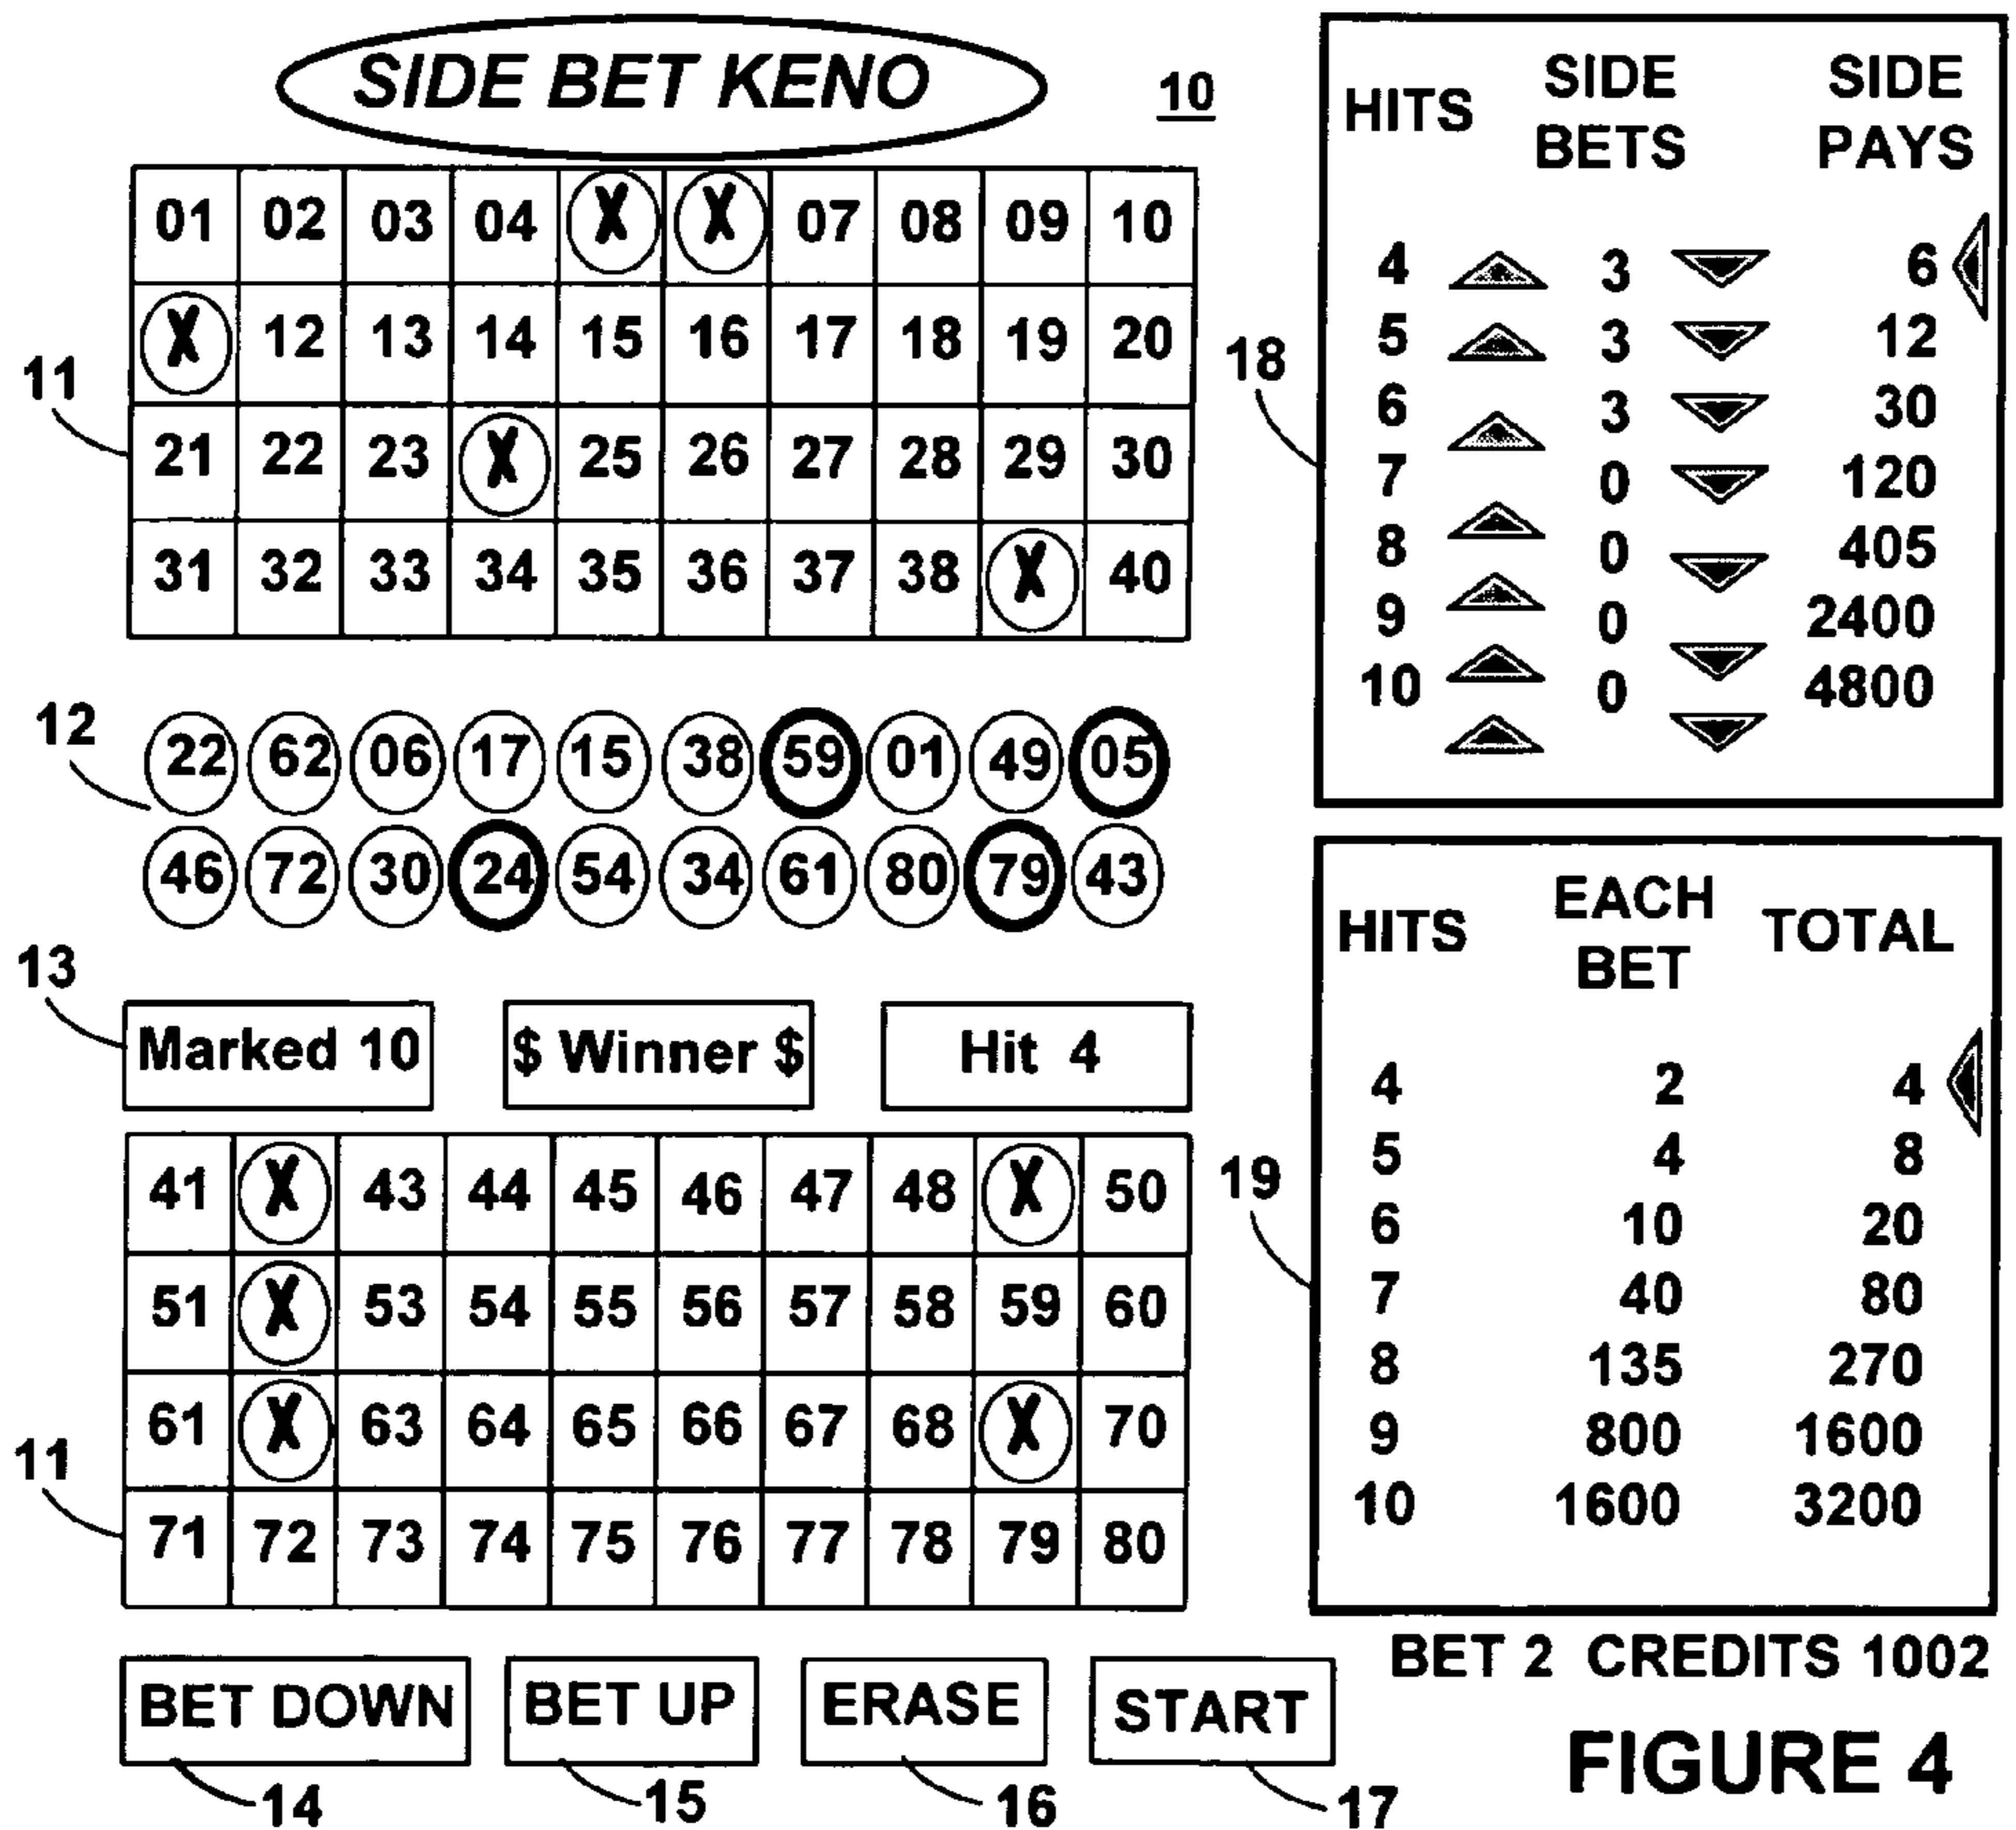 SIDE BET KENO
10
01 02 03 04 X X 07 08 09 10
X 12 13 14 15 16 17 18 19 20
11
21 22 23 X 25 26 27 28 29 30
31 32 33 34 35 36 37 38 X 40
12
22 62 06 17 15 38 59 01 49 05
46 72 30 24 54 34 61 80 79 43
13
Marked 10 $ Winner $ Hit 4
41 X 43 44 45 46 47 48 X 50
51 X 53 54 55 56 57 58 59 60
61 X 63 64 65 66 67 68 X 70
11
71 72 73 74 75 76 77 78 79 80
BET DOWN BET UP ERASE START
14 15 16 17
HITS SIDE BETS SIDE PAYS
4 3 6
5 3 12
18
6 3 30
7 0 120
8 0 405
9 0 2400
10 0 4800
HITS EACH BET TOTAL
4 2 4
5 4 8
19
6 10 20
7 40 80
8 135 270
9 800 1600
10 1600 3200
BET 2 CREDITS 1002
FIGURE 4